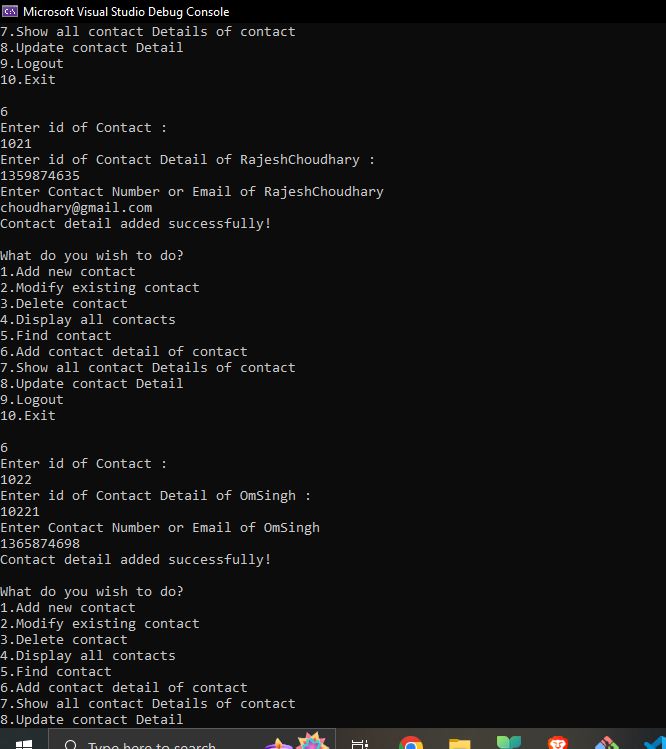 Microsoft Visual Studio Debug Console
7.Show all contact Details of contact
8.Update contact Detail
9.Logout
10.Exit
6
Enter id of Contact :
1021
Enter id of Contact Detail of RajeshChoudhary :
1359874635
Enter Contact Number or Email of RajeshChoudhary
choudhary@gmail.com
Contact detail added successfully!
What do you wish to do?
1.Add new contact
2.Modify existing contact
3.Delete contact
4.Display all contacts
5.Find contact
6.Add contact detail of contact
7.Show all contact Details of contact
8.Update contact Detail
9.Logout
10.Exit
6
Enter id of Contact :
1022
Enter id of Contact Detail of OmSingh :
10221
Enter Contact Number or Email of OmSingh
1365874698
Contact detail added successfully!
What do you wish to do?
1.Add new contact
2.Modify existing contact
3.Delete contact
4.Display all contacts
5.Find contact
6.Add contact detail of contact
7.Show all contact Details of contact
8.Update contact Detail
Type here to search